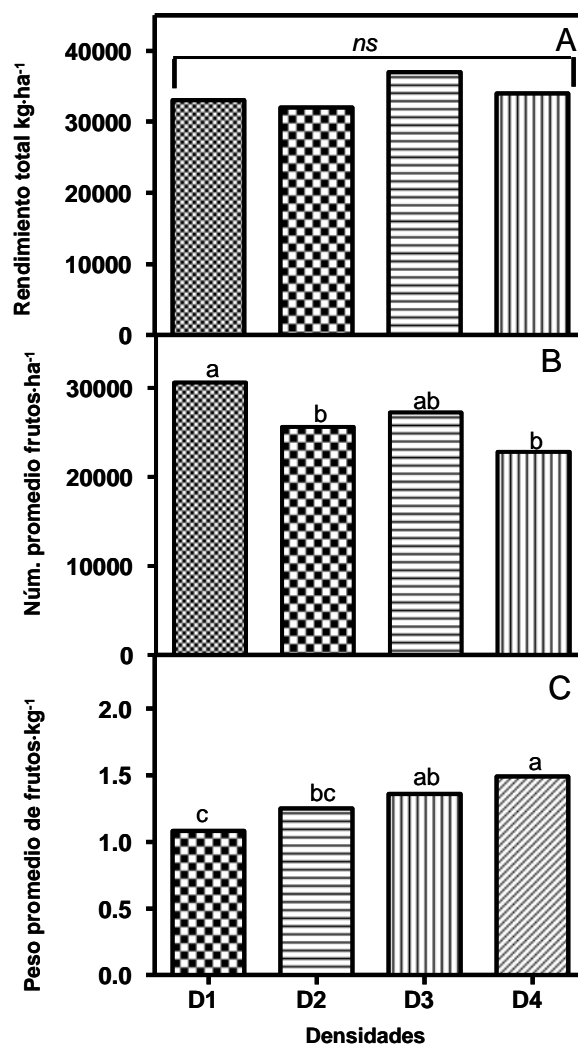 A
ns
Rendimiento total kg·ha⁻¹
40000
30000
20000
10000
0
B
Núm. promedio frutos·ha⁻¹
30000
20000
10000
0
a
b
ab
b
C
Peso promedio de frutos·kg⁻¹
2.0
1.5
1.0
0.5
0.0
c
bc
ab
a
D1 D2 D3 D4
Densidades